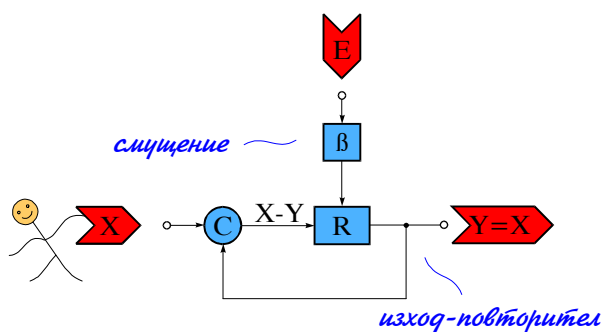 E
смущение
ß
X
C
X-Y
R
Y=X
изход-повторител